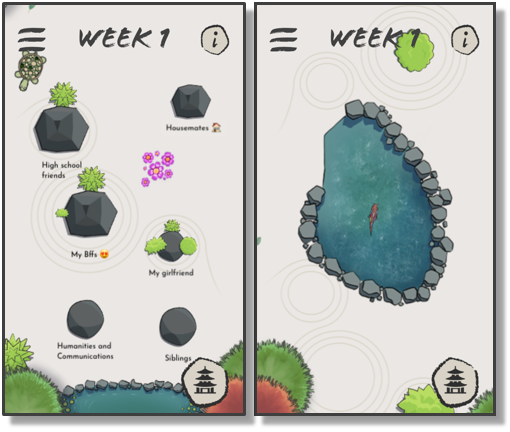 WEEK 1
i
High school
friends
Housemates 🏠
My Bffs 😍
My girlfriend
Humanities and
Communications
Siblings
WEEK 1
i